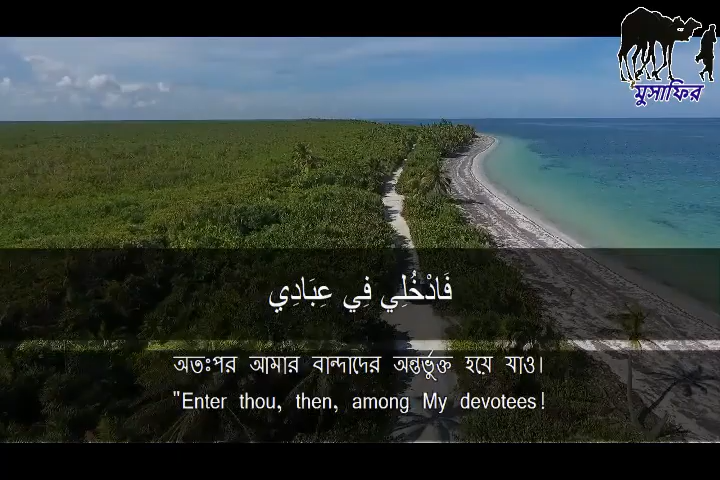 মুসাফির
فَادْخُلِي فِي عِبَادِي
অতঃপর আমার বান্দাদের অন্তর্ভুক্ত হয়ে যাও।
"Enter thou, then, among My devotees!